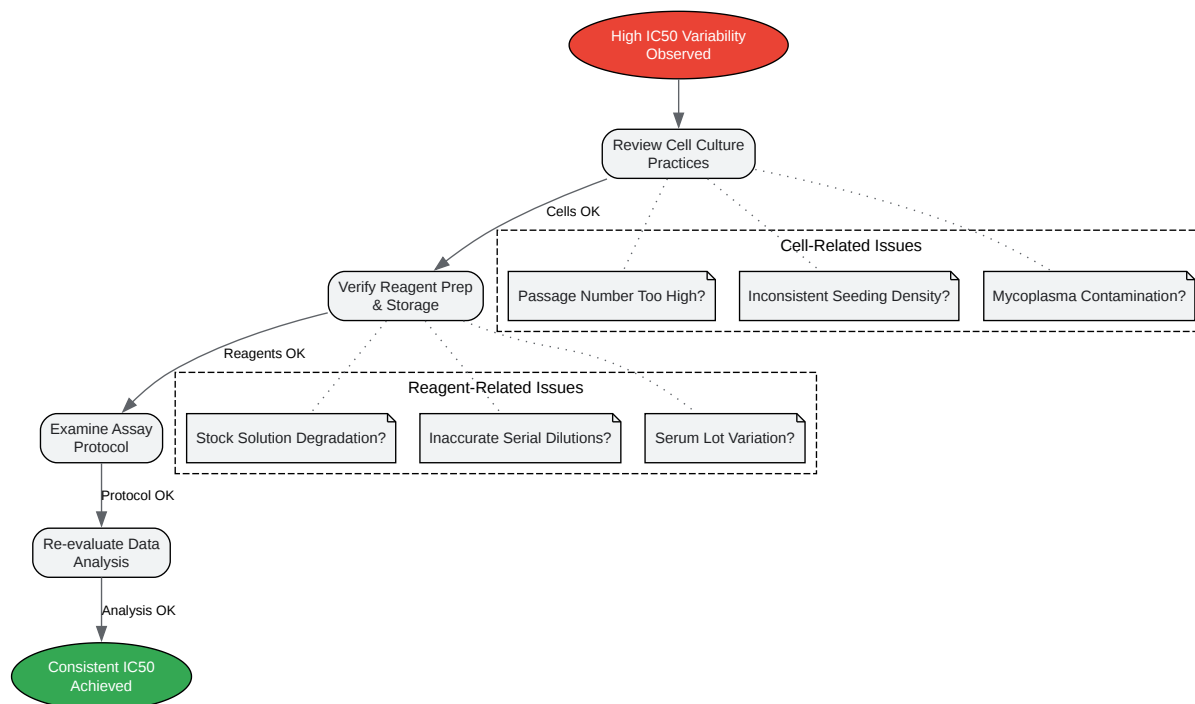 High IC50 Variability
Observed
Review Cell Culture
Practices
Cells OK
Cell-Related Issues
Passage Number Too High?
Inconsistent Seeding Density?
Mycoplasma Contamination?
Verify Reagent Prep
& Storage
Reagents OK
Reagent-Related Issues
Stock Solution Degradation?
Inaccurate Serial Dilutions?
Serum Lot Variation?
Examine Assay
Protocol
Protocol OK
Re-evaluate Data
Analysis
Analysis OK
Consistent IC50
Achieved